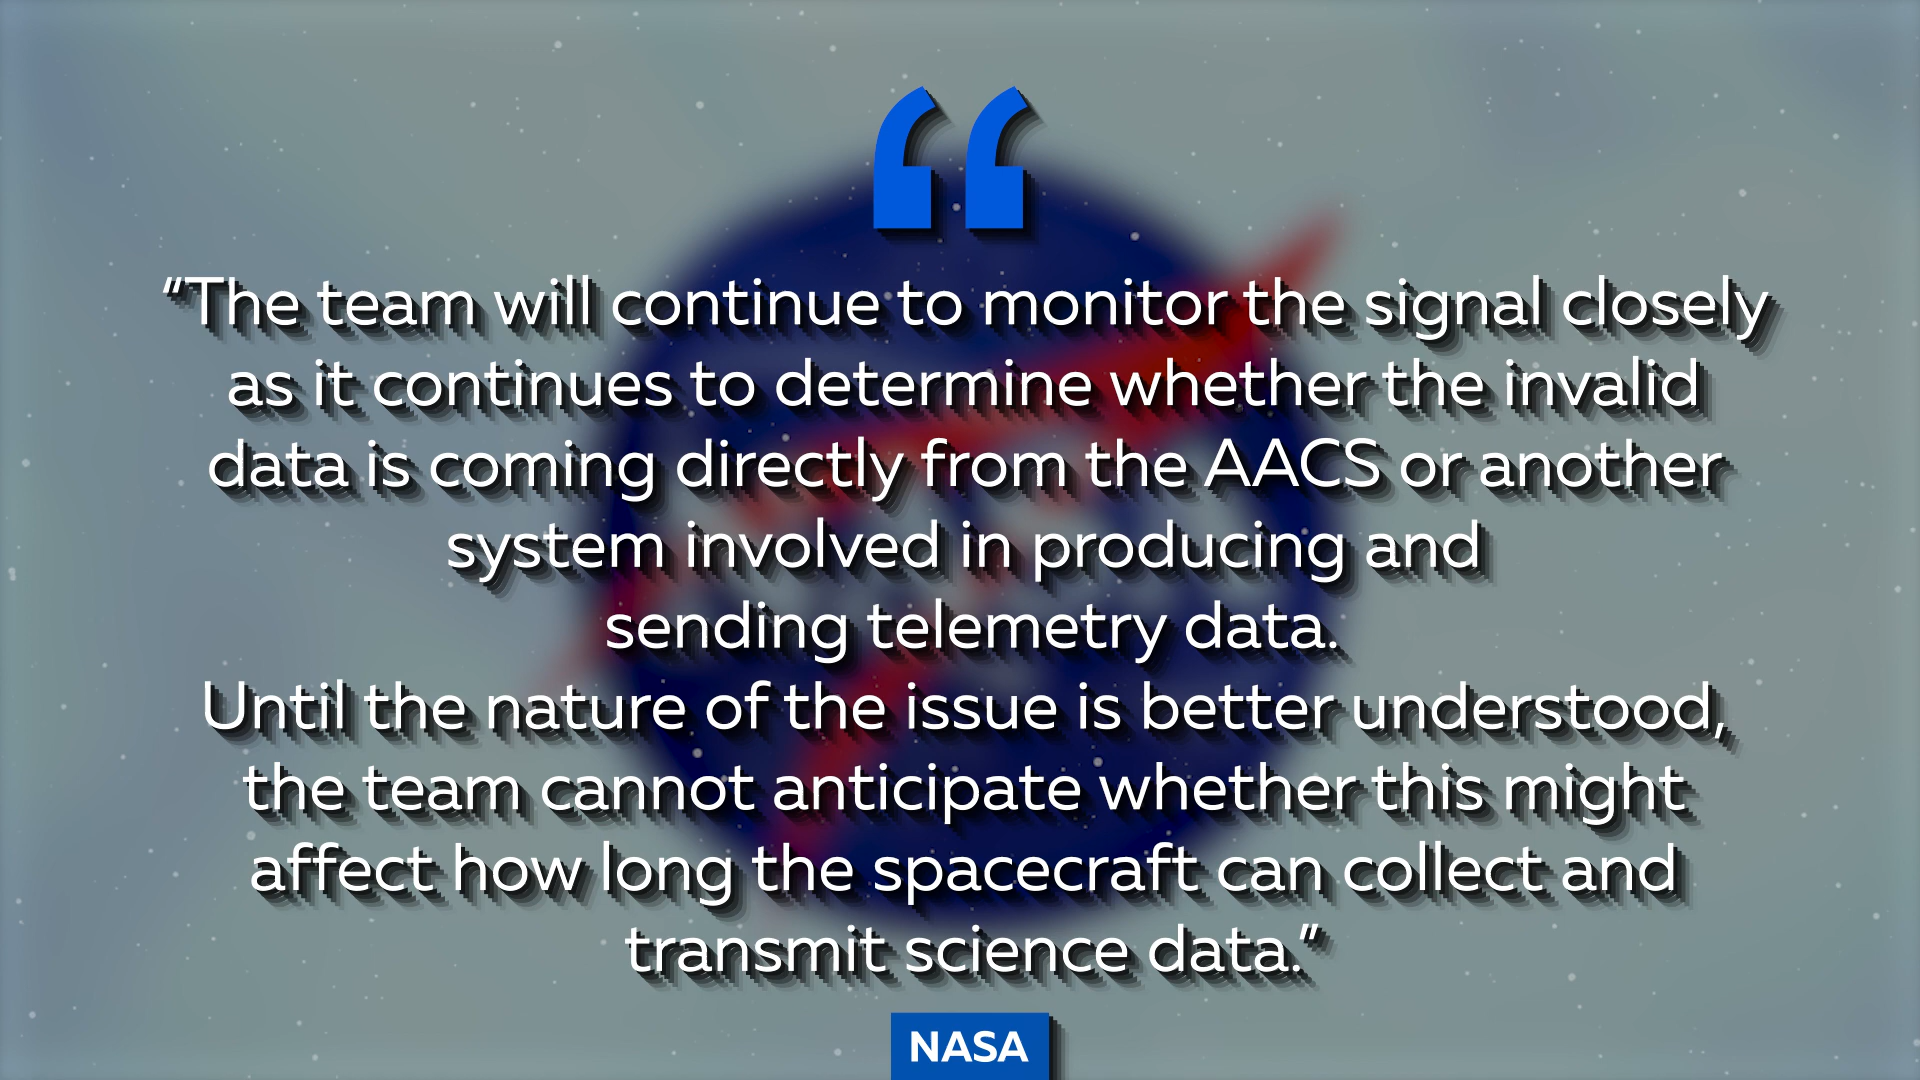 “The team will continue to monitor the signal closely
as it continues to determine whether the invalid
data is coming directly from the AACS or another
system involved in producing and
sending telemetry data.
Until the nature of the issue is better understood,
the team cannot anticipate whether this might
affect how long the spacecraft can collect and
transmit science data.”
NASA